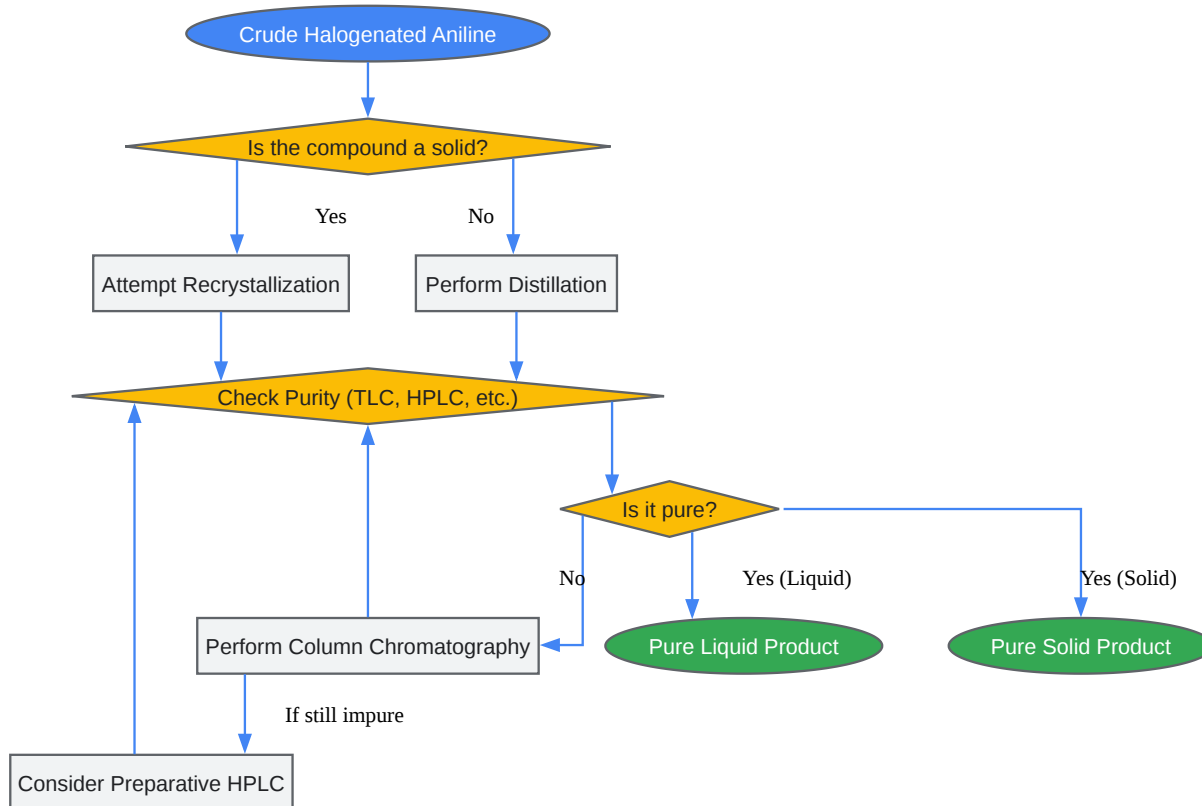 Crude Halogenated Aniline
Is the compound a solid?
Yes
No
Attempt Recrystallization
Perform Distillation
Check Purity (TLC, HPLC, etc.)
Is it pure?
No
Yes (Liquid)
Yes (Solid)
Perform Column Chromatography
Pure Liquid Product
Pure Solid Product
If still impure
Consider Preparative HPLC